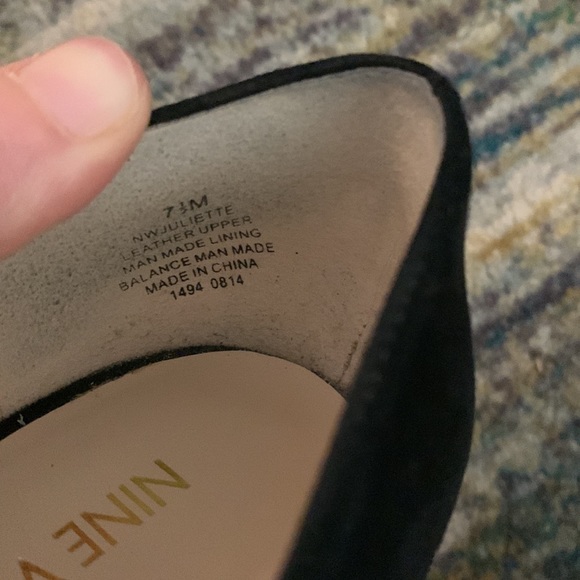 7½M
NWJULIETTE
LEATHER UPPER
MAN MADE LINING
BALANCE MAN MADE
MADE IN CHINA
1494 0814
NINE